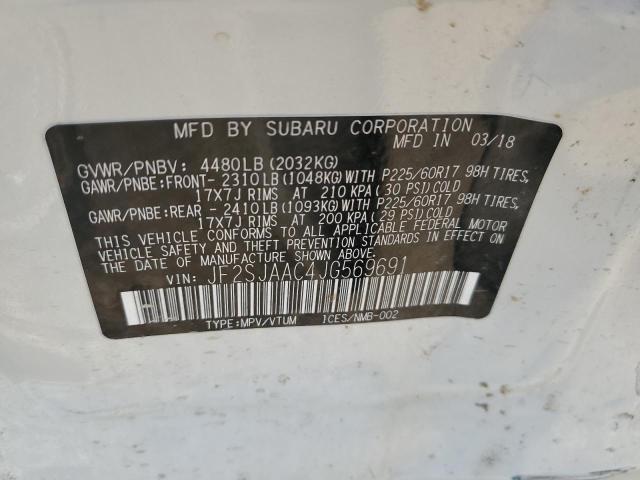 MFD BY SUBARU CORPORATION
MFD IN 03/18
GVWR/PNBV: 4480LB(2032KG)
GAWR/PNBE:FRONT- 2310LB(1048KG)WITH P225/60R17 98H TIRES,
17X7J RIMS AT 210 KPA(30 PSI)COLD
GAWR/PNBE:REAR -2410LB(1093KG)WITH P225/60R17 98H TIRES,
17X7J RIMS AT 200 KPA(29 PSI)COLD
THIS VEHICLE CONFORMS TO ALL APPLICABLE FEDERAL MOTOR
VEHICLE SAFETY AND THEFT PREVENTION STANDARDS IN EFFECT
ON THE DATE OF MANUFACTURE SHOWN ABOVE.
VIN: JF2SJAAC4JG569691
TYPE:MPV/VTUM ICES/NMB-002